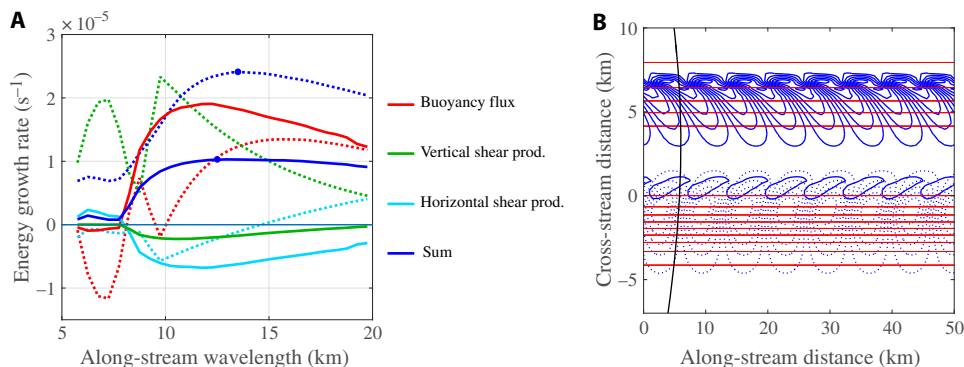 A
× 10⁻⁵
3
2
1
0
−1
5
10
15
20
Energy growth rate (s⁻¹)
Along-stream wavelength (km)
Buoyancy flux
Vertical shear prod.
Horizontal shear prod.
Sum
B
10
5
0
−5
0
10
20
30
40
50
Cross-stream distance (km)
Along-stream distance (km)